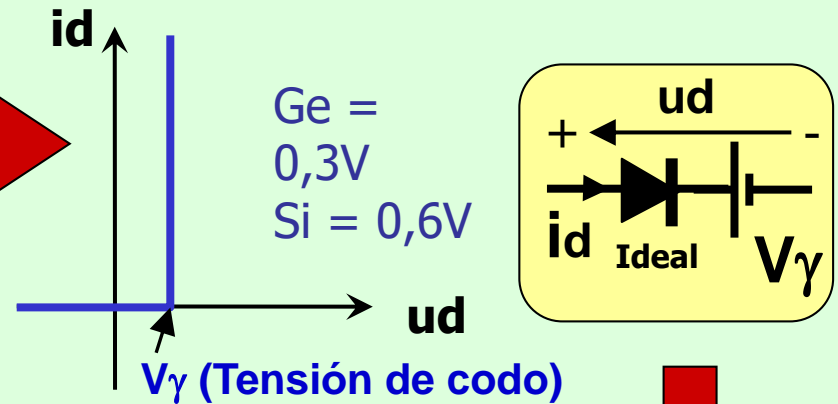 id
Ge =
0,3V
Si = 0,6V
ud
Vγ (Tensión de codo)
ud
+ -
id Ideal Vγ